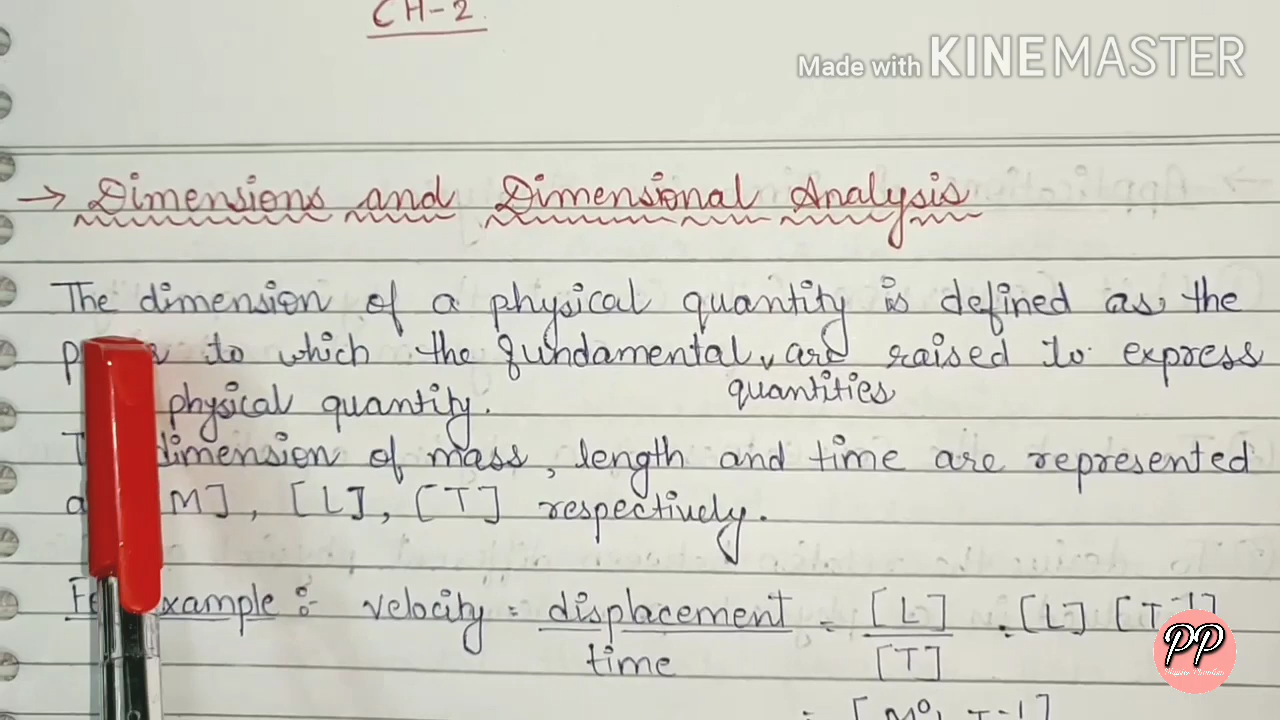 CH-2
Made with KINEMASTER
→ Dimensions and Dimensional Analysis
The dimension of a physical quantity is defined as, the
to which the fundamental, are raised to express
quantities
physical quantity.
dimension of mass, length and time are represented
M], [L], [T] respectively.
example :- velocity = displacement = [L] = [L] [T⁻¹]
time [T]
PP